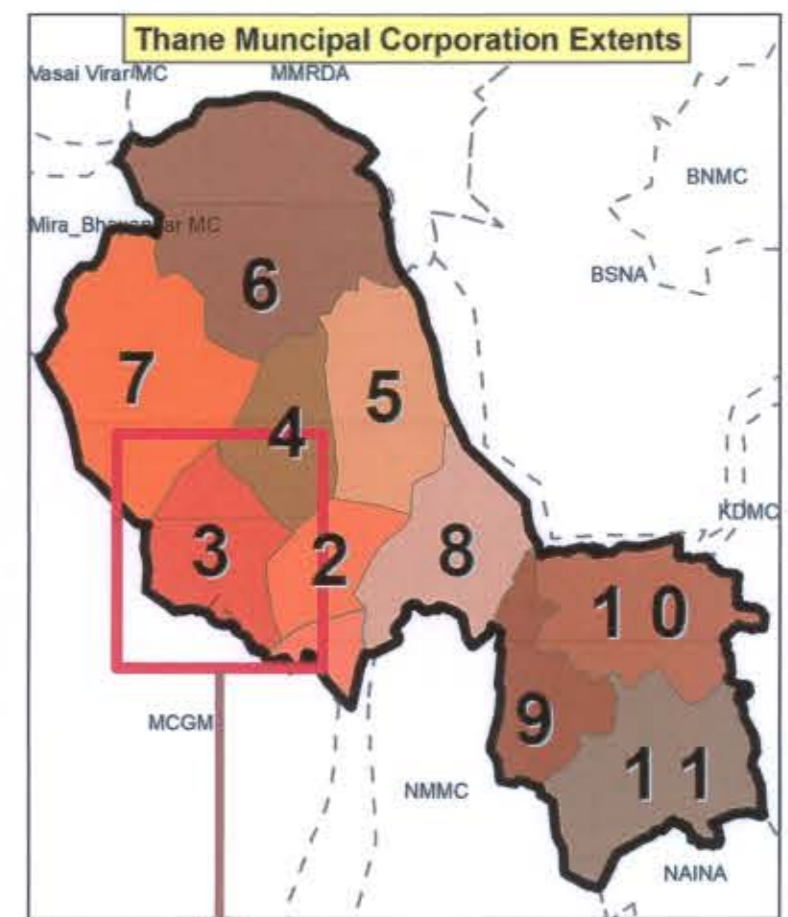 Thane Muncipal Corporation Extents
Vasai Virar MC
MMRDA
BNMC
Mira_Bhayandar MC
BSNA
6
7
5
4
KDMC
3
2
8
10
9
MCGM
11
NMMC
NAINA